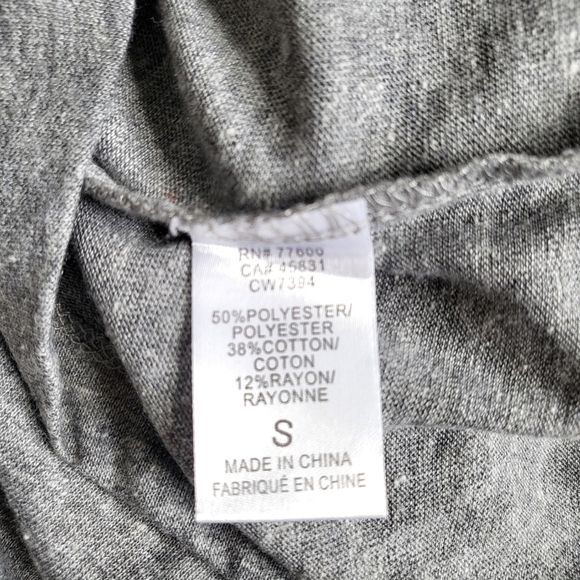 RN# 77600
CA# 45831
CW7394
50%POLYESTER/
POLYESTER
38%COTTON/
COTON
12%RAYON/
RAYONNE
S
MADE IN CHINA
FABRIQUÉ EN CHINE